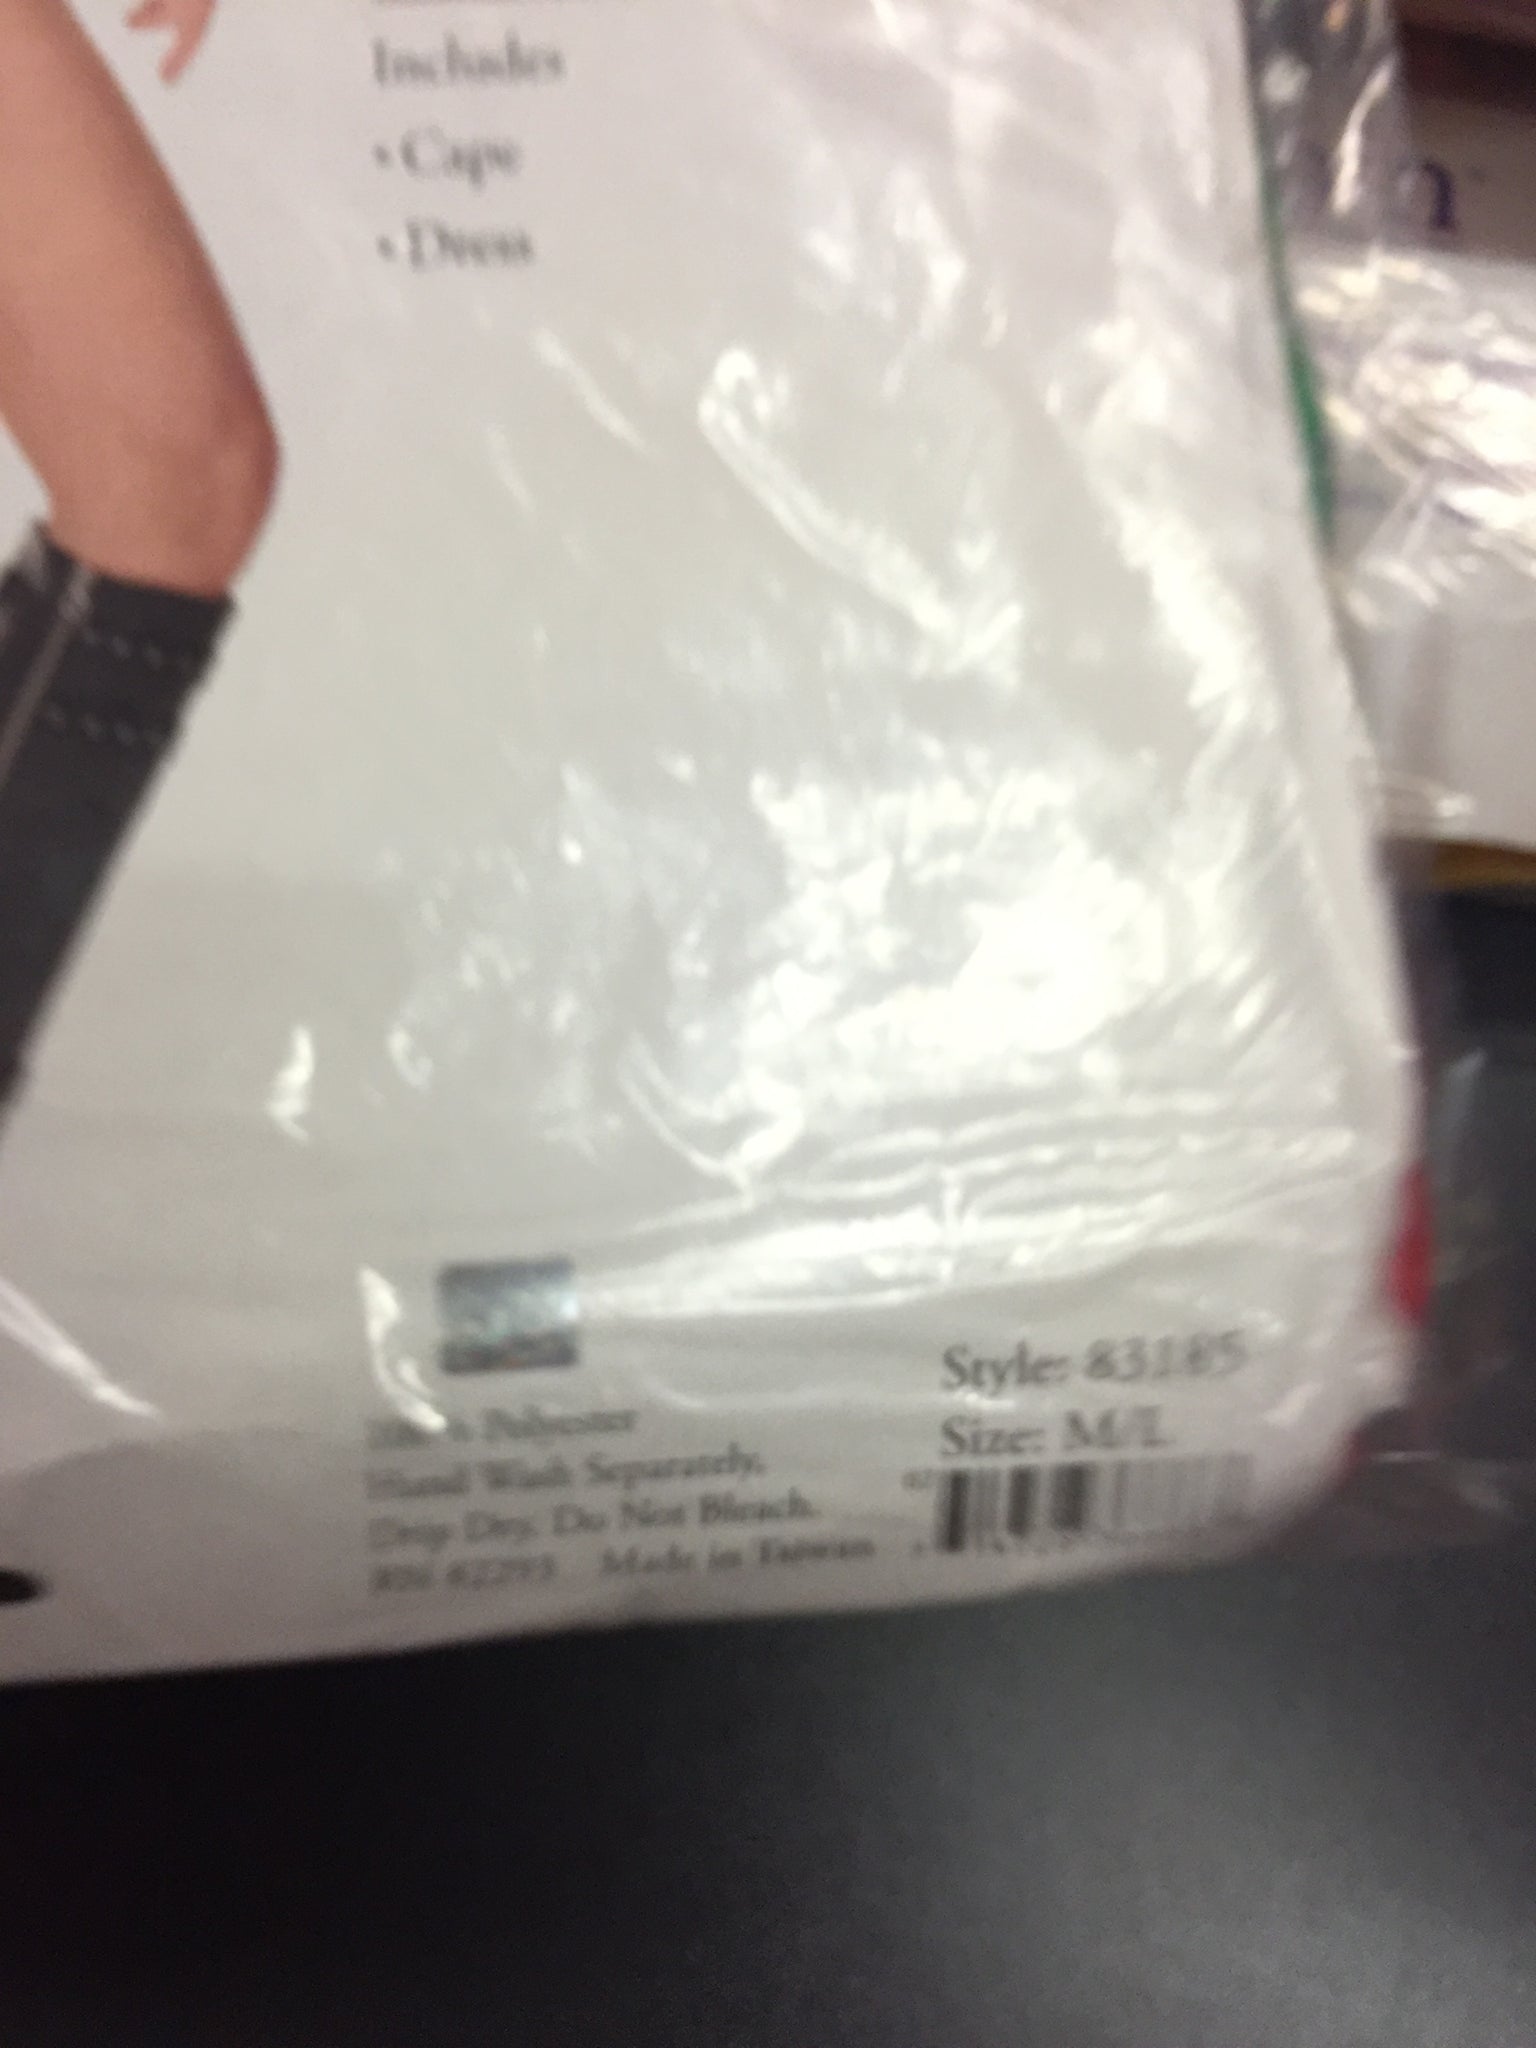 Includes
• Cape
• Dress
Style: 83185
Size: M/L
100% Polyester
Hand Wash Separately,
Drip Dry. Do Not Bleach.
Made in Taiwan